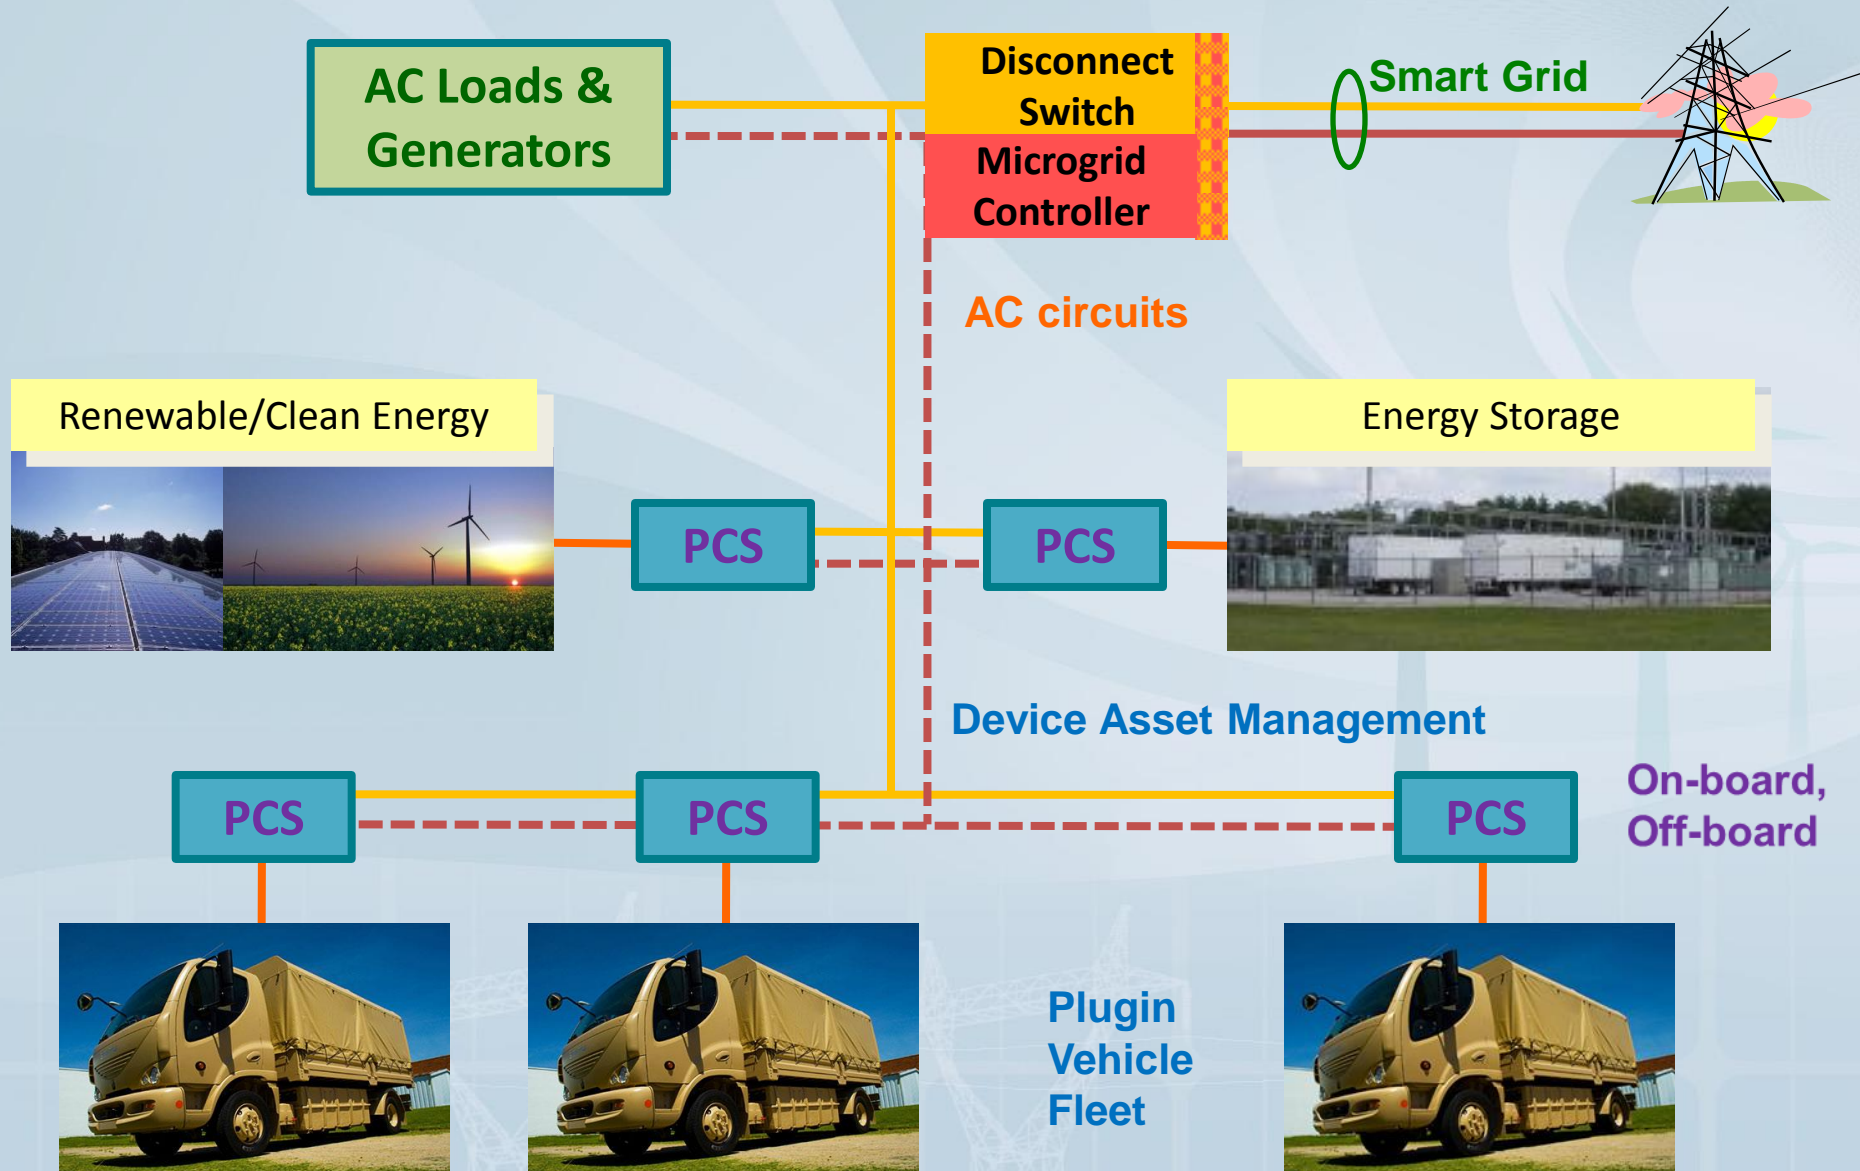 AC Loads &
Generators
Disconnect
Switch
Microgrid
Controller
Smart Grid
AC circuits
Renewable/Clean Energy
Energy Storage
PCS
PCS
Device Asset Management
PCS
PCS
PCS
On-board,
Off-board
Plugin
Vehicle
Fleet